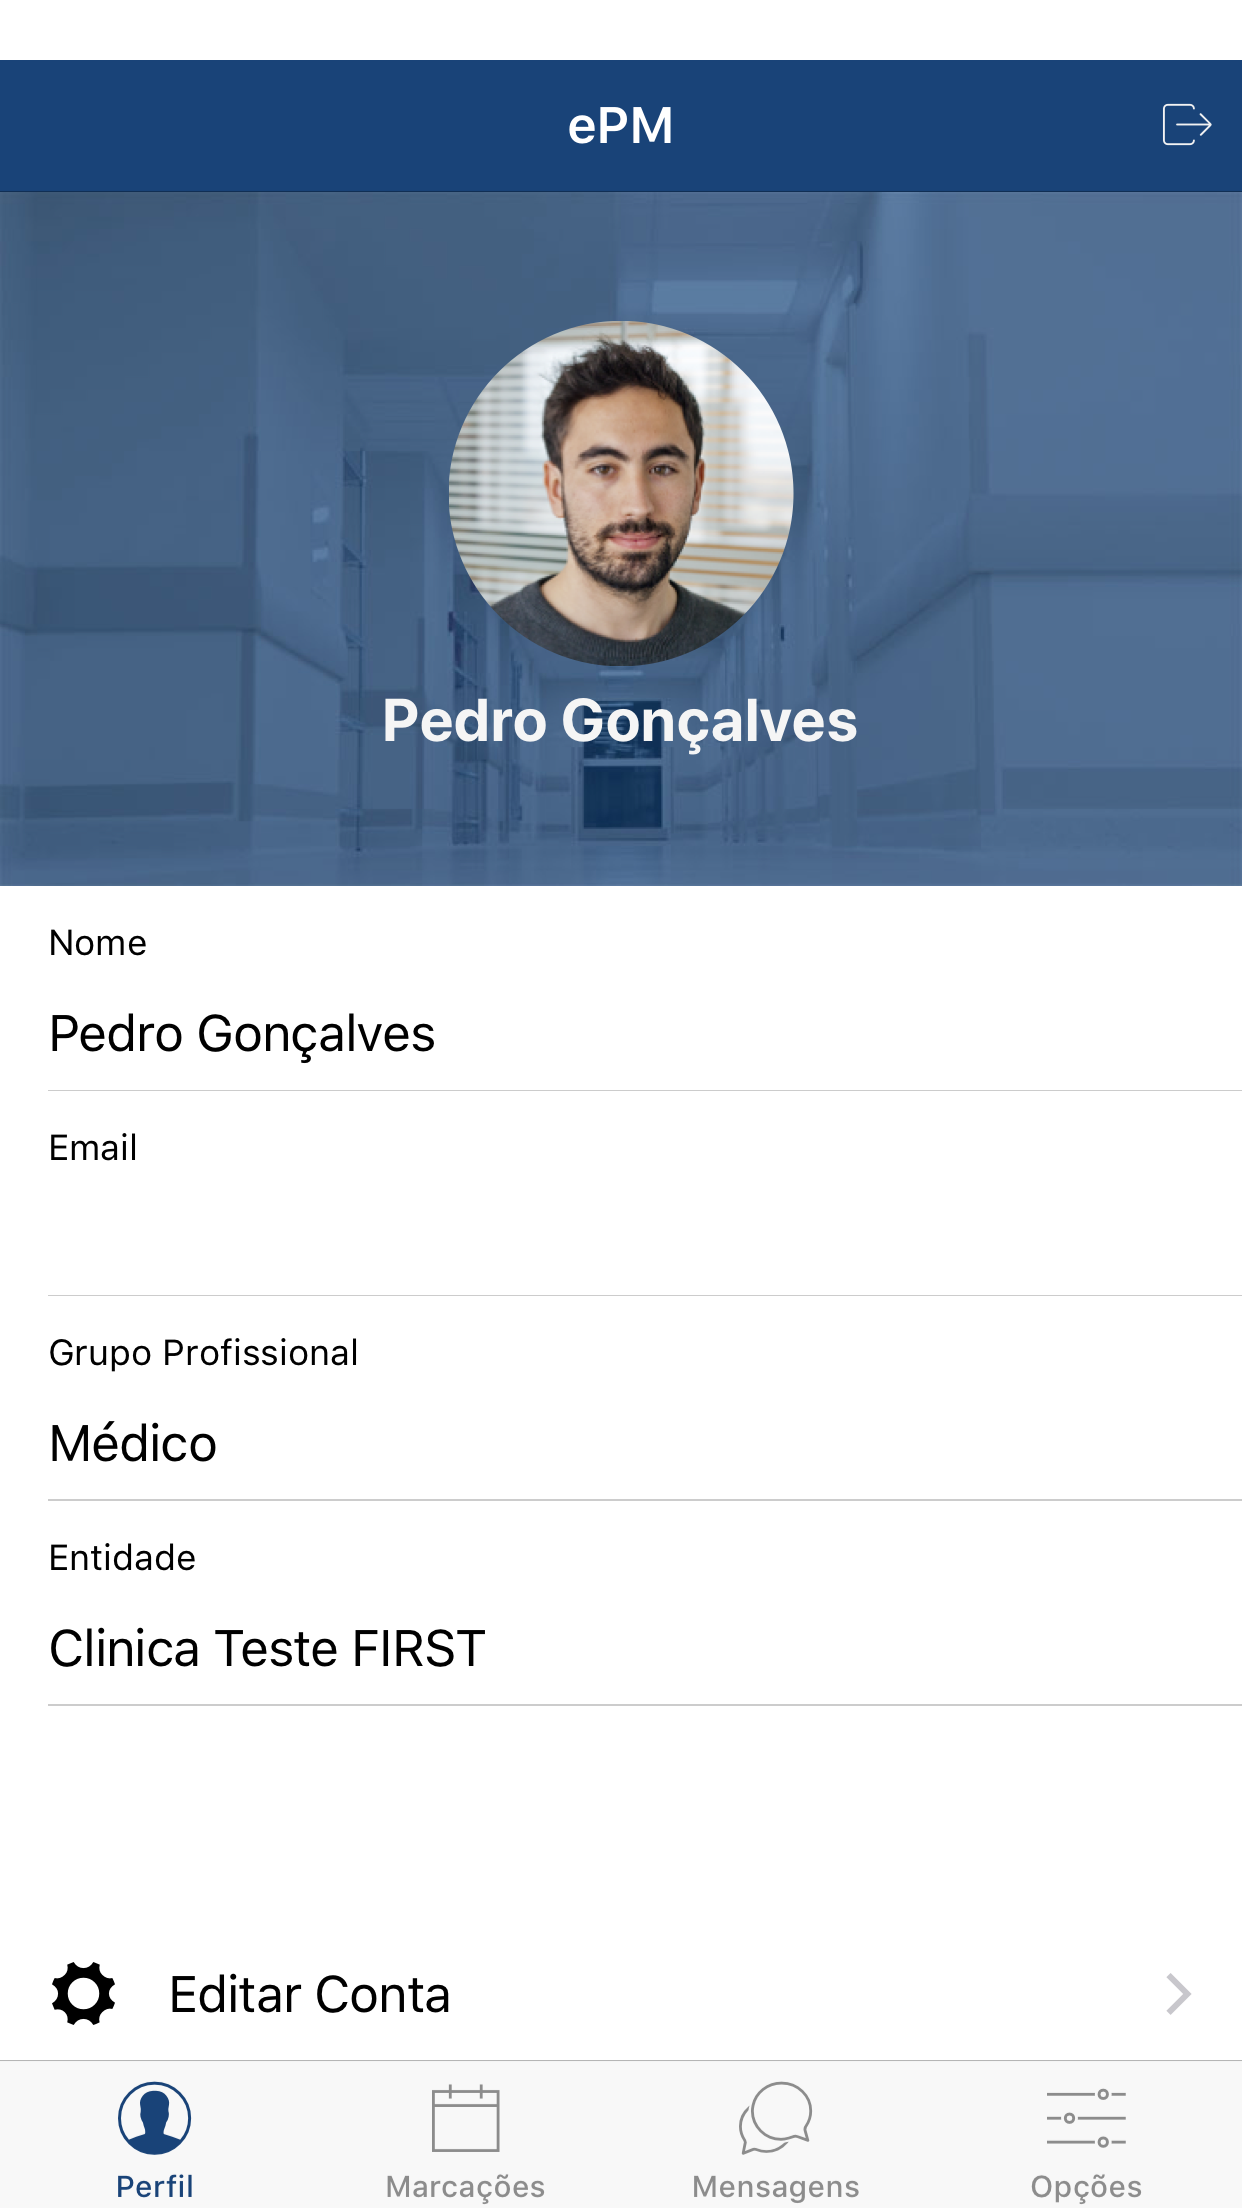 ePM
Pedro Gonçalves
Nome
Pedro Gonçalves
Email
Grupo Profissional
Médico
Entidade
Clinica Teste FIRST
Editar Conta
Perfil
Marcações
Mensagens
Opções